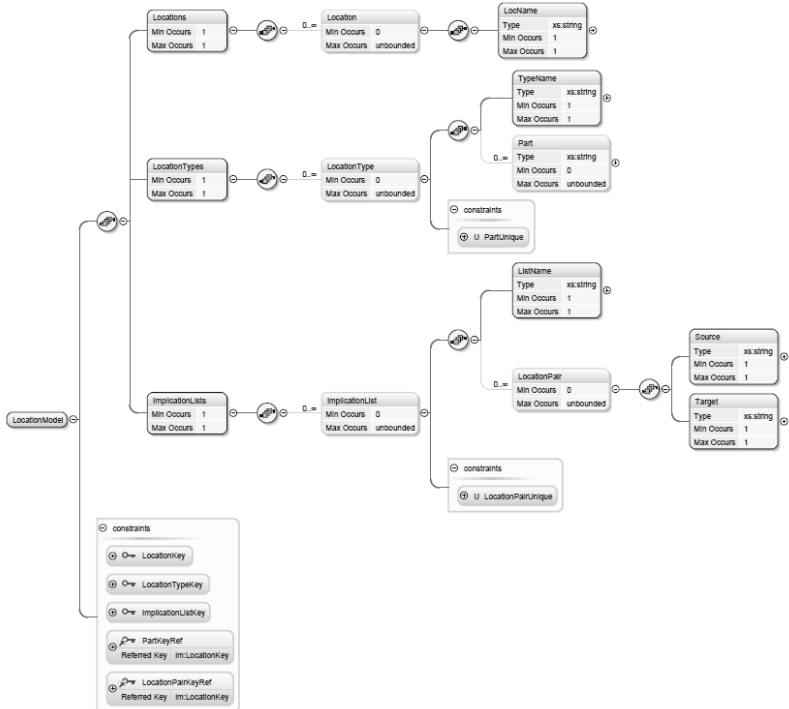 Locations
Min Occurs 1
Max Occurs 1
0..∞
Location
Min Occurs 0
Max Occurs unbounded
LocName
Type xs:string
Min Occurs 1
Max Occurs 1
LocationTypes
Min Occurs 1
Max Occurs 1
0..∞
LocationType
Min Occurs 0
Max Occurs unbounded
TypeName
Type xs:string
Min Occurs 1
Max Occurs 1
0..∞
Part
Type xs:string
Min Occurs 0
Max Occurs unbounded
constraints
U PartUnique
ImplicationLists
Min Occurs 1
Max Occurs 1
0..∞
ImplicationList
Min Occurs 0
Max Occurs unbounded
ListName
Type xs:string
Min Occurs 1
Max Occurs 1
0..∞
LocationPair
Min Occurs 0
Max Occurs unbounded
Source
Type xs:string
Min Occurs 1
Max Occurs 1
Target
Type xs:string
Min Occurs 1
Max Occurs 1
constraints
U LocationPairUnique
LocationModel
constraints
LocationKey
LocationTypeKey
ImplicationListKey
PartKeyRef
Referred Key lm:LocationKey
LocationPairKeyRef
Referred Key lm:LocationKey